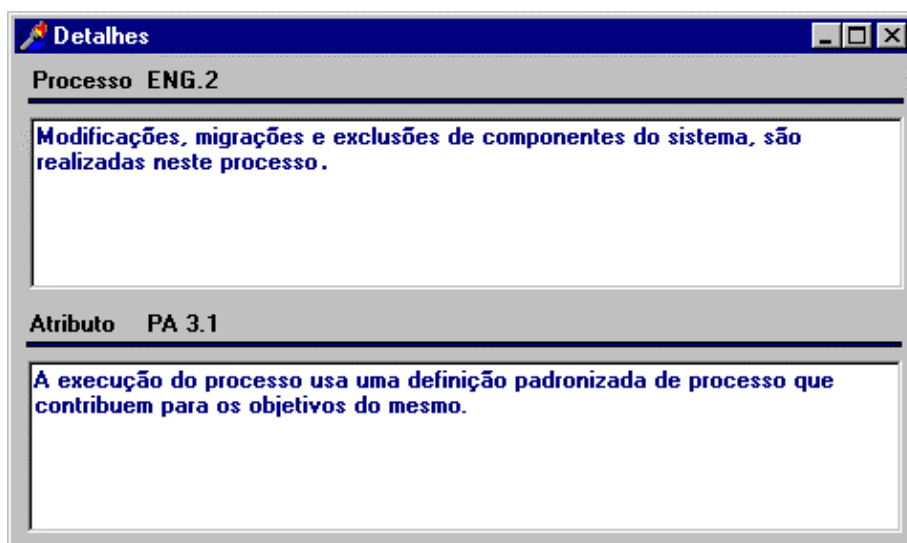 Detalhes
Processo ENG.2
Modificações, migrações e exclusões de componentes do sistema, são
realizadas neste processo.
Atributo PA 3.1
A execução do processo usa uma definição padronizada de processo que
contribuem para os objetivos do mesmo.